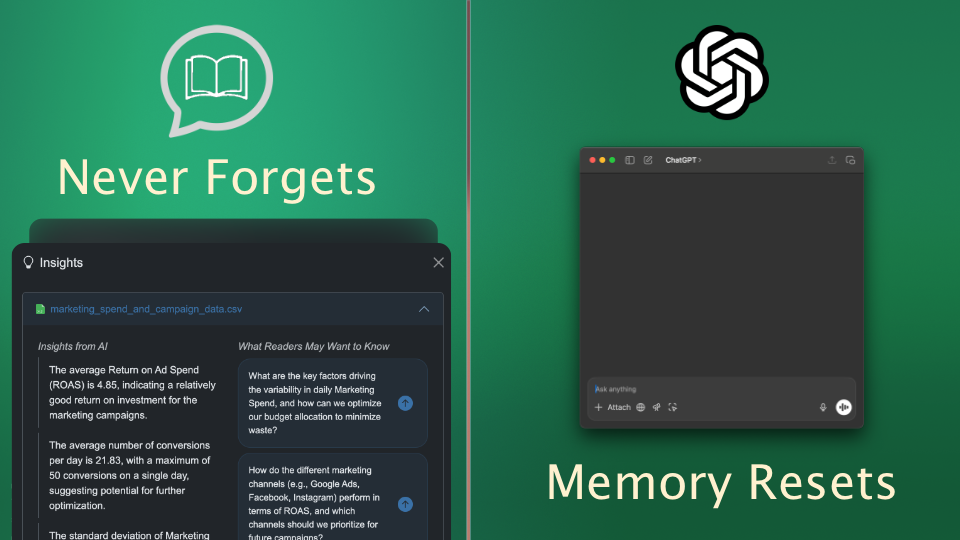 Never Forgets
Insights
marketing_spend_and_campaign_data.csv
Insights from AI
The average Return on Ad Spend
(ROAS) is 4.85, indicating a relatively
good return on investment for the
marketing campaigns.
The average number of conversions
per day is 21.83, with a maximum of
50 conversions on a single day,
suggesting potential for further
optimization.
The standard deviation of Marketing
What Readers May Want to Know
What are the key factors driving
the variability in daily Marketing
Spend, and how can we optimize
our budget allocation to minimize
waste?
How do the different marketing
channels (e.g., Google Ads,
Facebook, Instagram) perform in
terms of ROAS, and which
channels should we prioritize for
future campaigns?
ChatGPT
Ask anything
Attach
Memory Resets